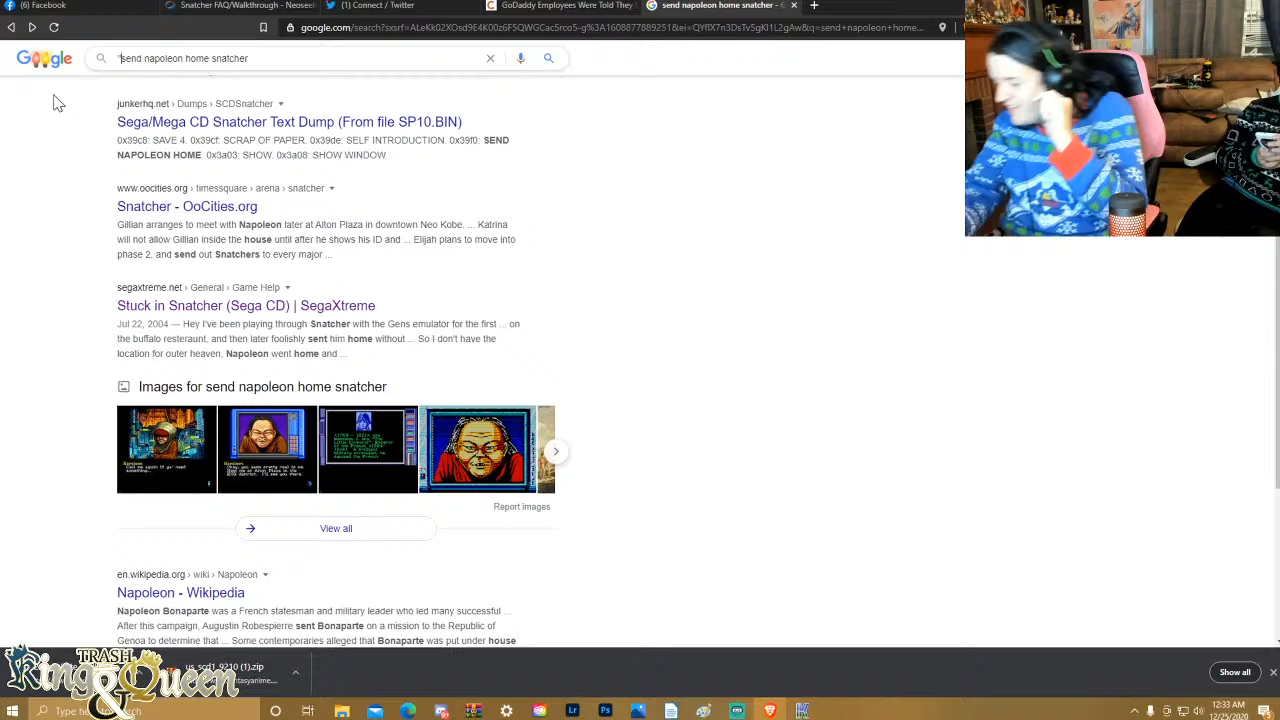 Facebook
Snatcher FAQ/Walkthrough - Neosee
(1) Connect / Twitter
GoDaddy Employees Were Told They
send napoleon home snatcher - G
google.com/search?sxsrf=ALeKk02XOsd9E4K00z6F5QWGCac5rco5-g%3A1608877889251&ei=QYflX7n3DsTv5gKl1L2gAw&q=send+napoleon+home...
Google
"send napoleon home snatcher
junkerhq.net › Dumps › SCDSnatcher
Sega/Mega CD Snatcher Text Dump (From file SP10.BIN)
0x39c8: SAVE 4. 0x39cf: SCRAP OF PAPER. 0x39de: SELF INTRODUCTION. 0x39f0: SEND
NAPOLEON HOME. 0x3a03: SHOW. 0x3a08: SHOW WINDOW.
www.oocities.org › timessquare › arena › snatcher
Snatcher - OoCities.org
Gillian arranges to meet with Napoleon later at Alton Plaza in downtown Neo Kobe. ... Katrina
will not allow Gillian inside the house until after he shows his ID and ... Elijah plans to move into
phase 2, and send out Snatchers to every major ...
segaxtreme.net › General › Game Help
Stuck in Snatcher (Sega CD) | SegaXtreme
Jul 22, 2004 — Hey I've been playing through Snatcher with the Gens emulator for the first ... on
the buffalo resteraunt, and then later foolishly sent him home without ... So I don't have the
location for outer heaven, Napoleon went home and ...
Images for send napoleon home snatcher
Report images
View all
en.wikipedia.org › wiki › Napoleon
Napoleon - Wikipedia
Napoleon Bonaparte was a French statesman and military leader who led many successful ...
After this campaign, Augustin Robespierre sent Bonaparte on a mission to the Republic of
Genoa to determine that ... Some contemporaries alleged that Bonaparte was put under house
TRASH
King & Queen
us_scd1_9210 (1).zip
Show all
Type here
12:33 AM
12/25/2020